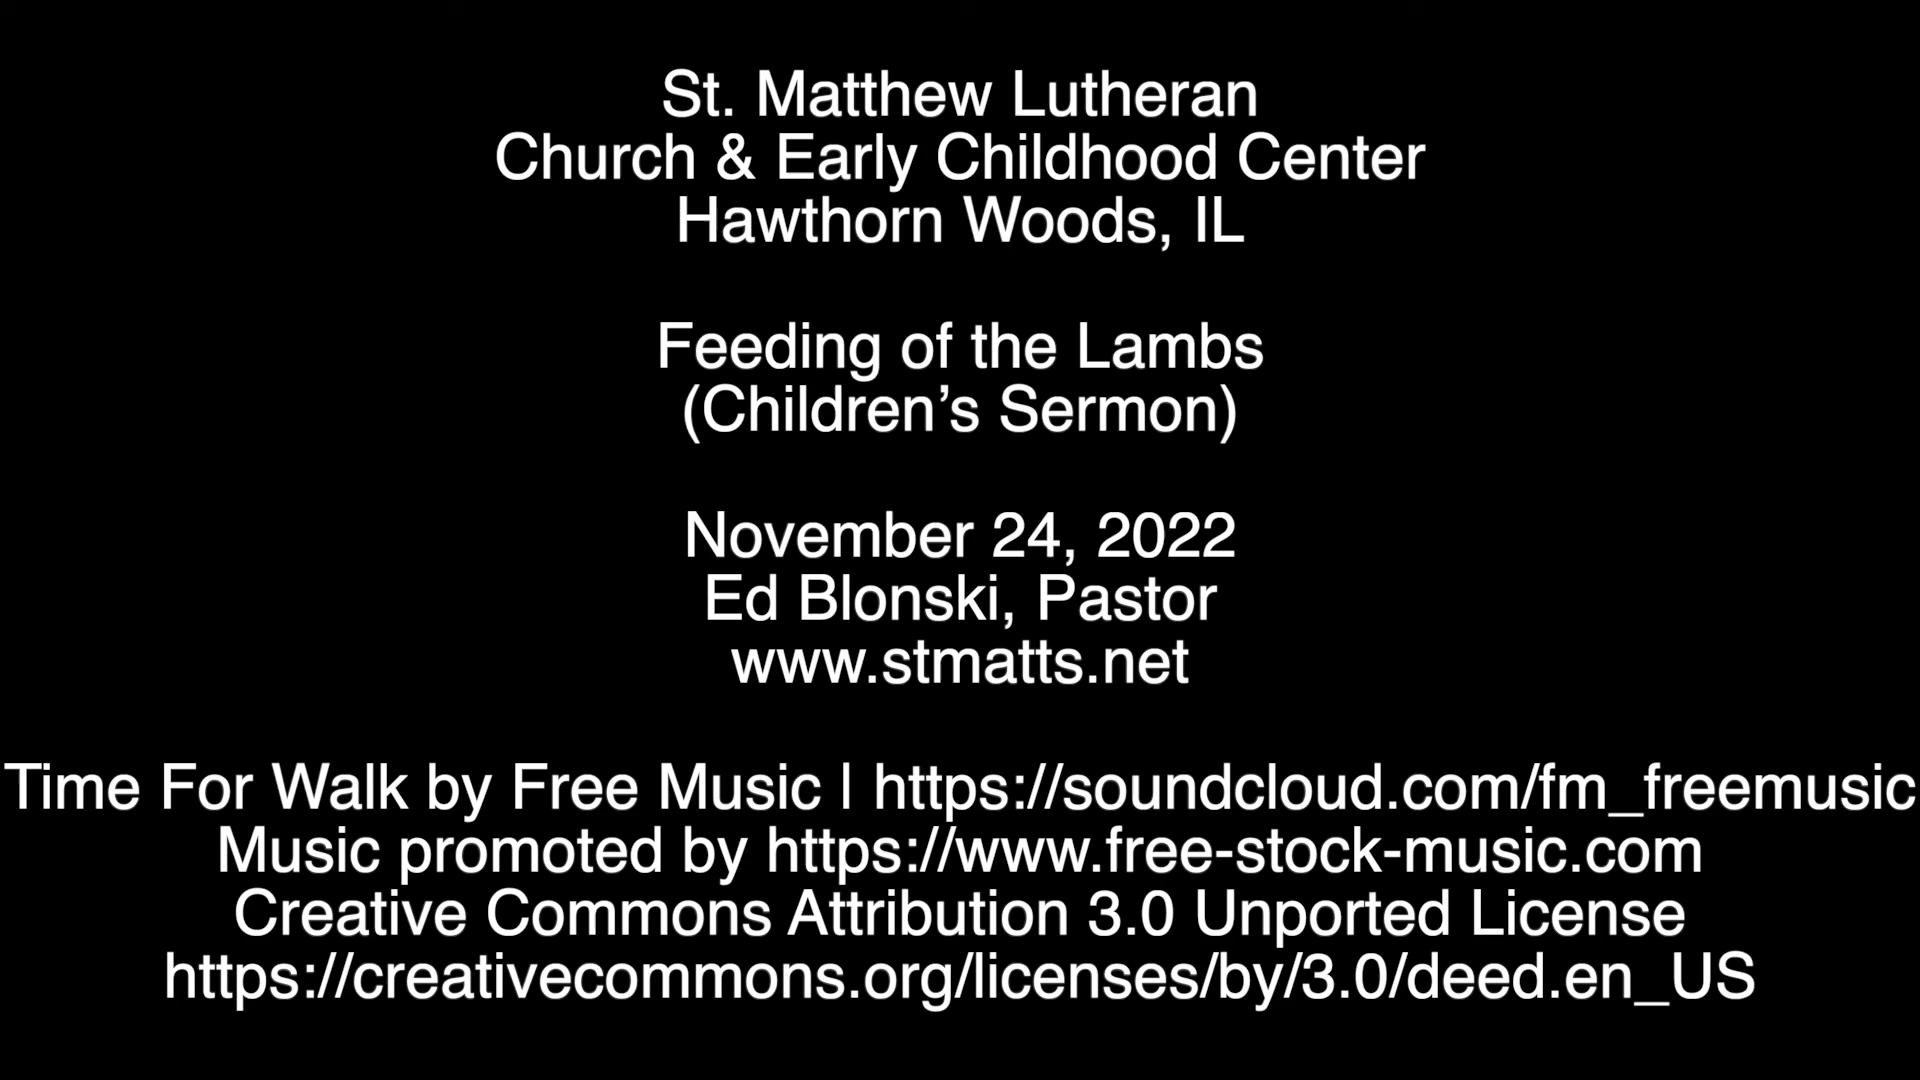 St. Matthew Lutheran
Church & Early Childhood Center
Hawthorn Woods, IL
Feeding of the Lambs
(Children’s Sermon)
November 24, 2022
Ed Blonski, Pastor
www.stmatts.net
Time For Walk by Free Music | https://soundcloud.com/fm_freemusic
Music promoted by https://www.free-stock-music.com
Creative Commons Attribution 3.0 Unported License
https://creativecommons.org/licenses/by/3.0/deed.en_US